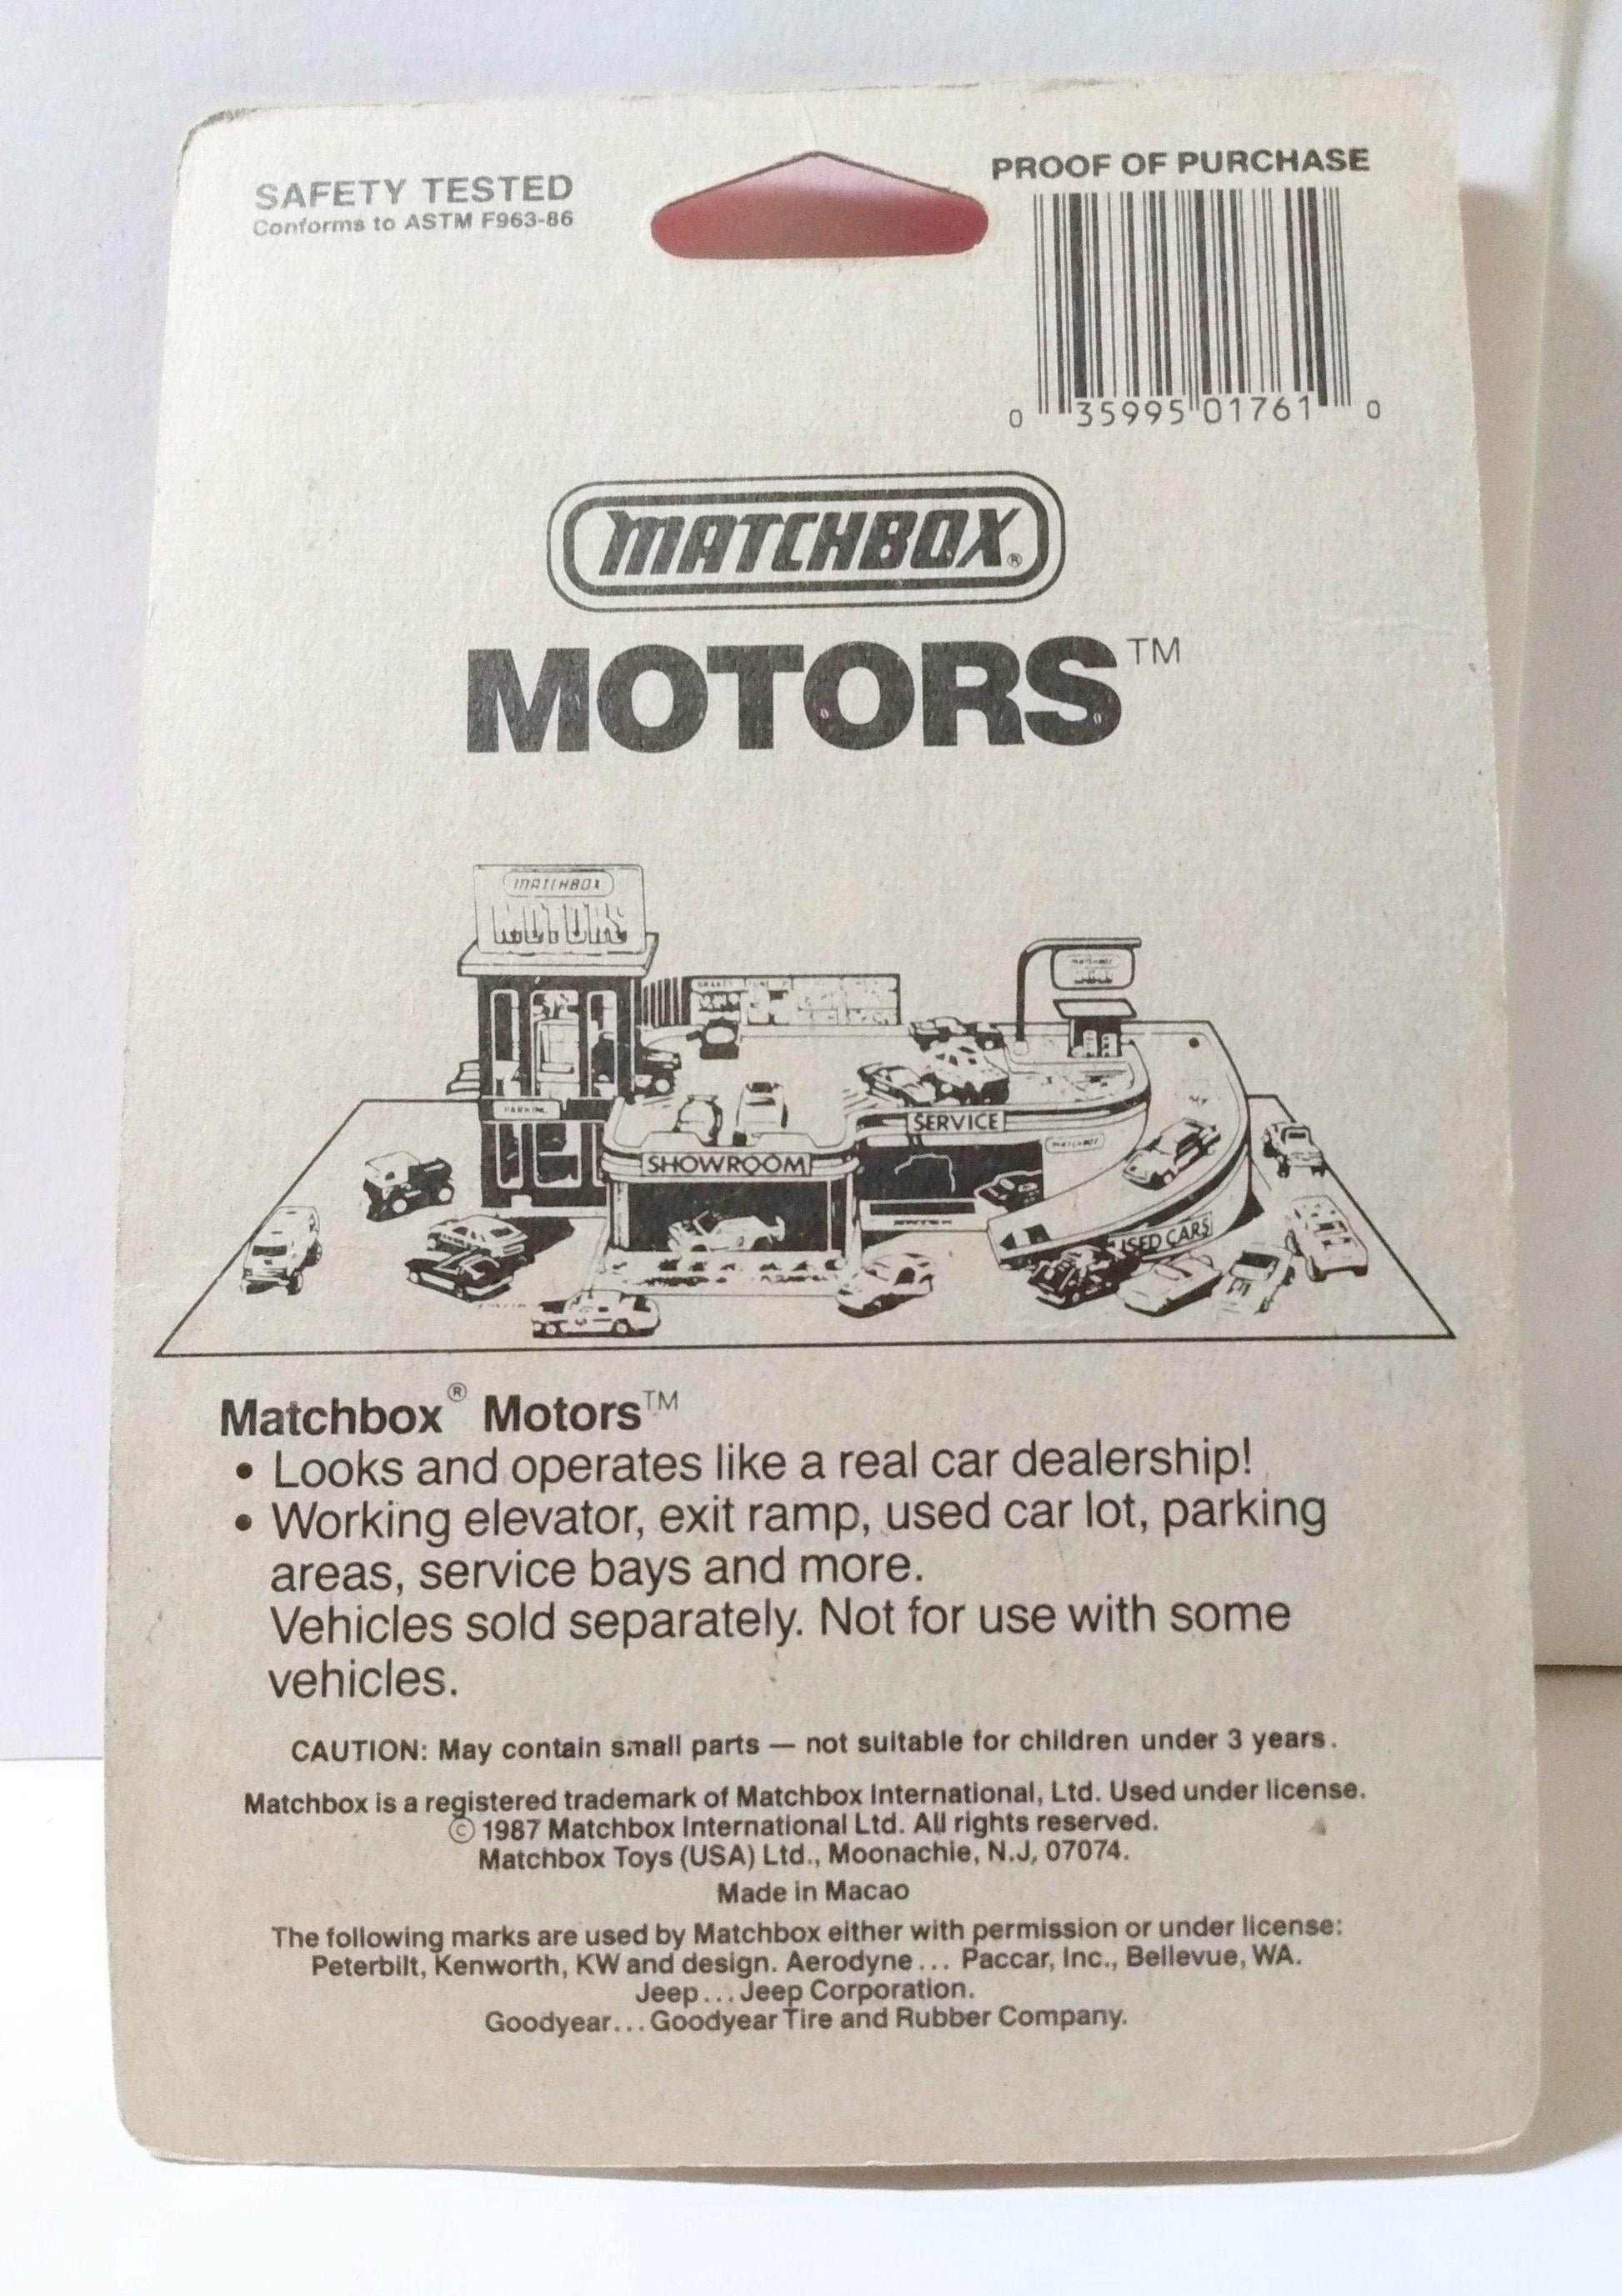 SAFETY TESTED
Conforms to ASTM F963-86
PROOF OF PURCHASE
0 35995 01761 0
MATCHBOX®
MOTORS™
MATCHBOX
MOTORS
PARKING
SHOWROOM
SERVICE
MATCHBOX
USED CARS
Matchbox® Motors™
• Looks and operates like a real car dealership!
• Working elevator, exit ramp, used car lot, parking
areas, service bays and more.
Vehicles sold separately. Not for use with some
vehicles.
CAUTION: May contain small parts — not suitable for children under 3 years.
Matchbox is a registered trademark of Matchbox International, Ltd. Used under license.
© 1987 Matchbox International Ltd. All rights reserved.
Matchbox Toys (USA) Ltd., Moonachie, N.J, 07074.
Made in Macao
The following marks are used by Matchbox either with permission or under license:
Peterbilt, Kenworth, KW and design. Aerodyne... Paccar, Inc., Bellevue, WA.
Jeep... Jeep Corporation.
Goodyear... Goodyear Tire and Rubber Company.